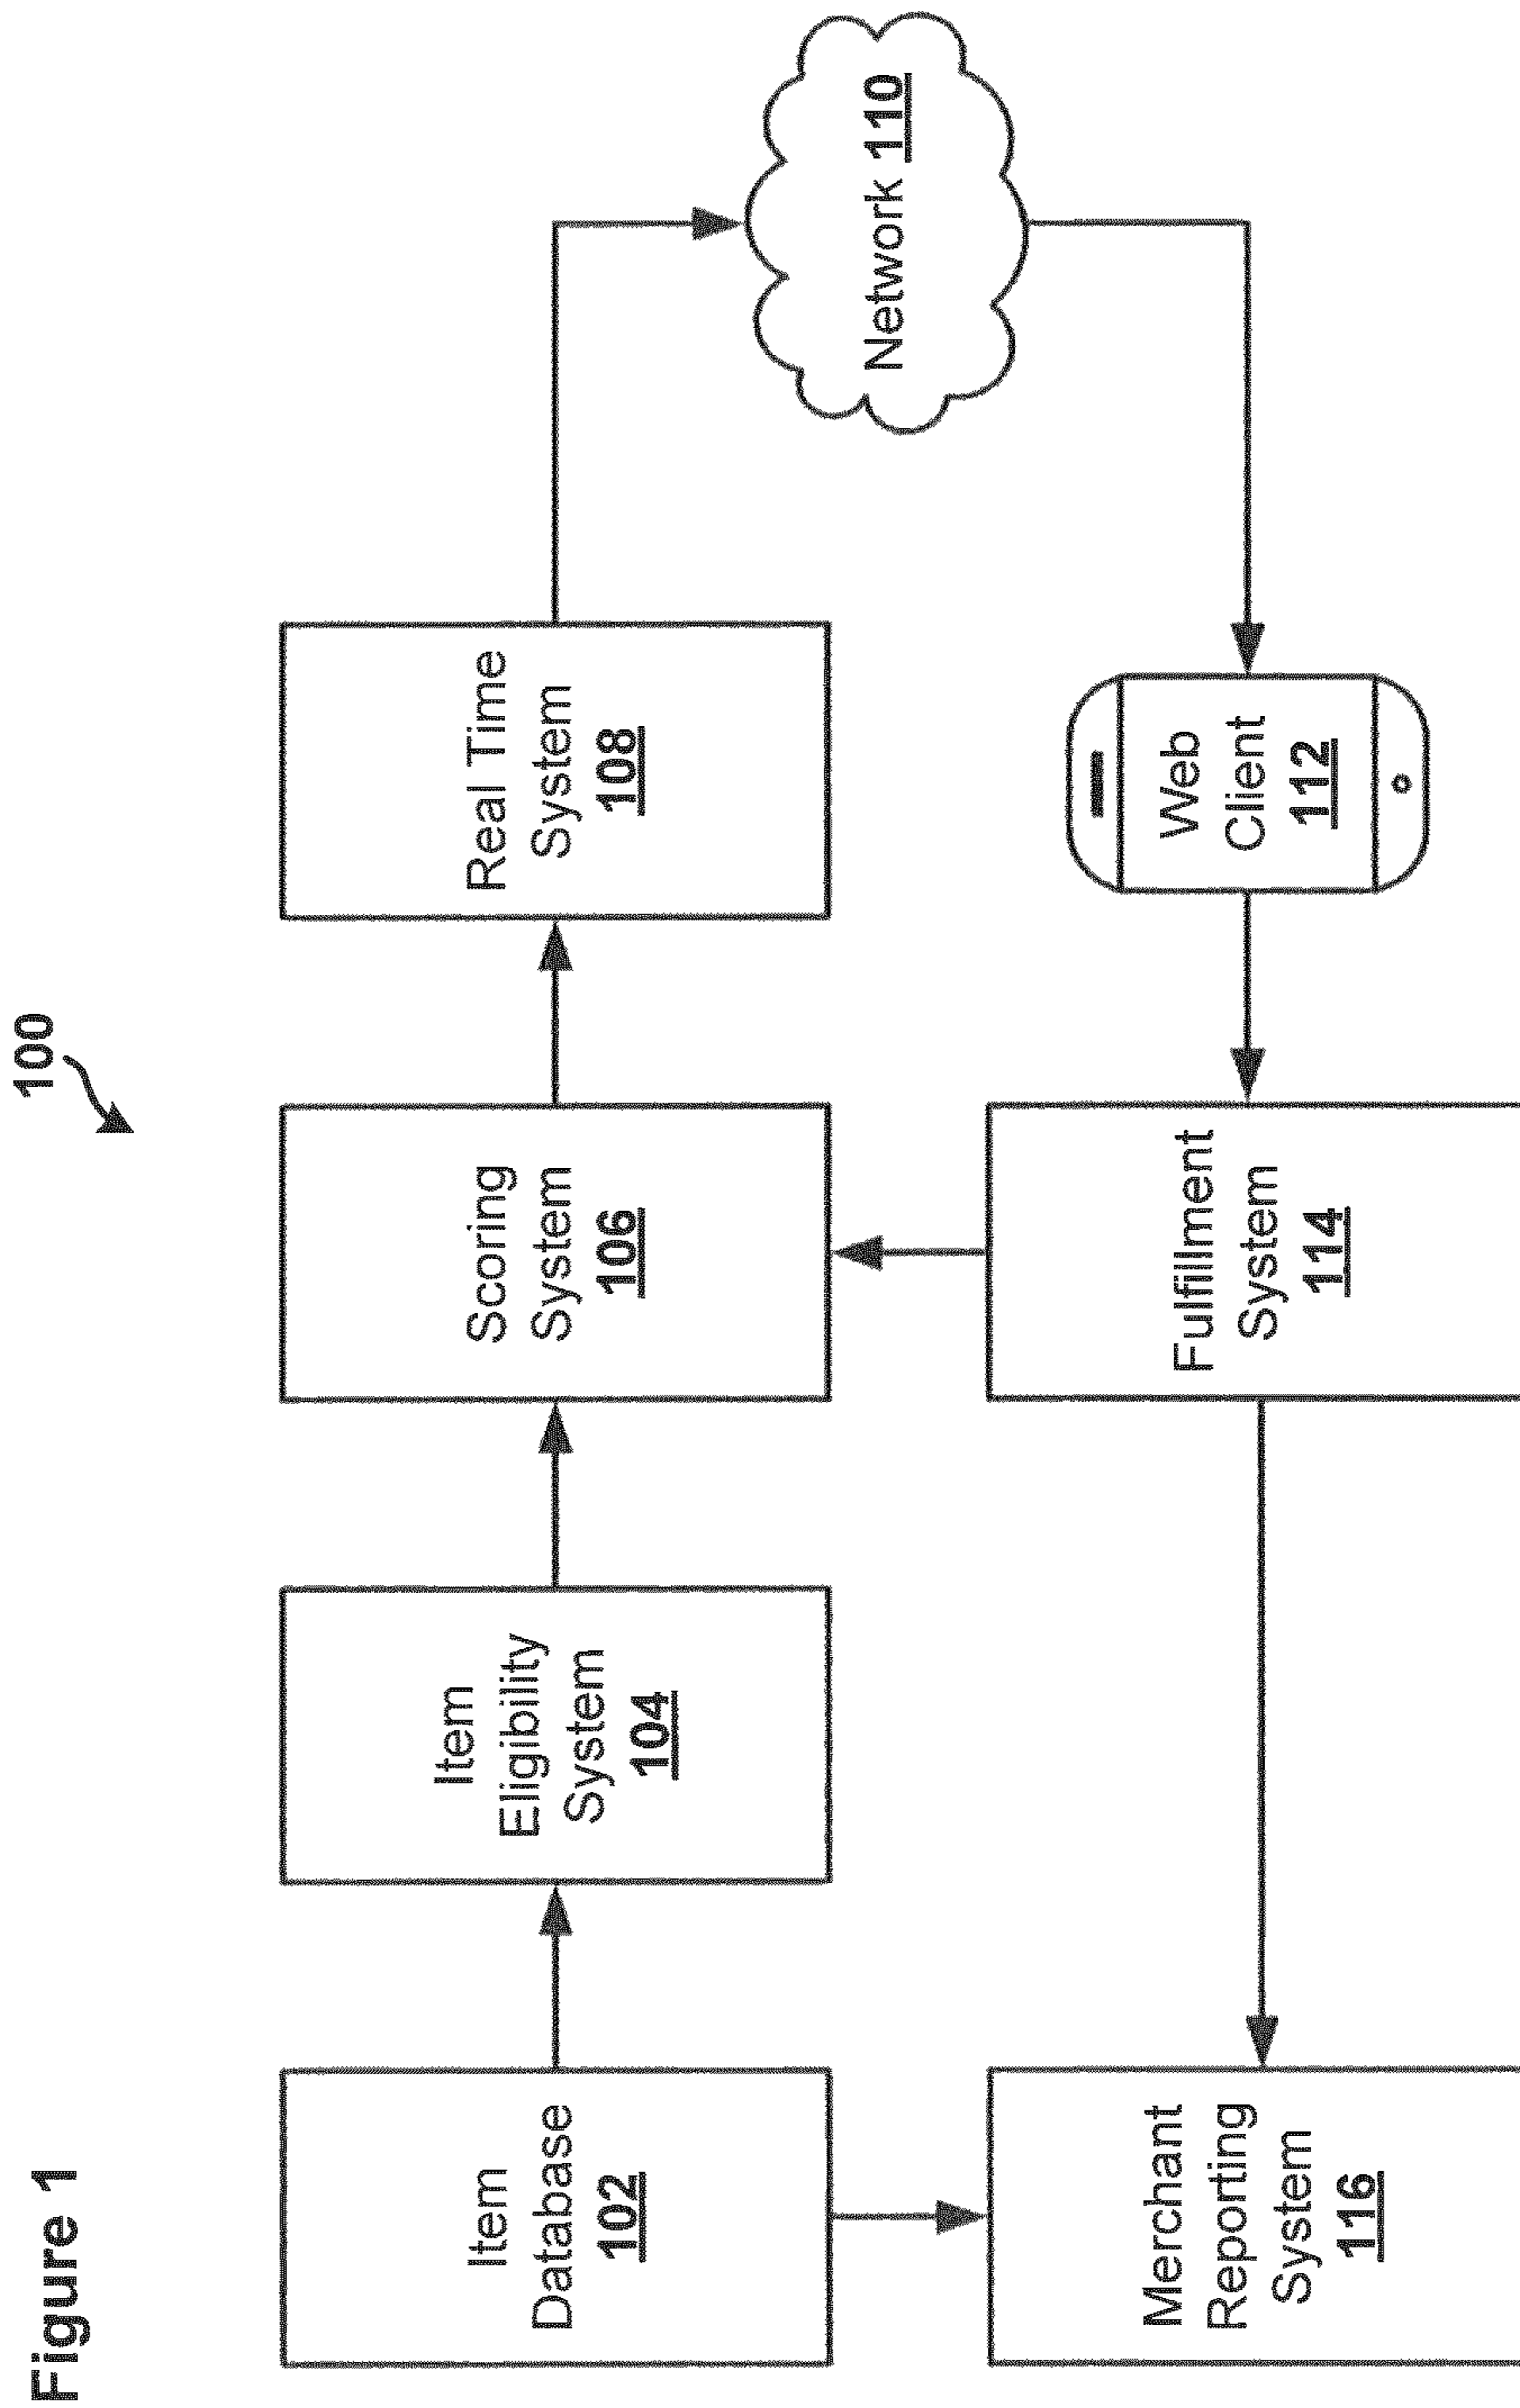 Figure 1
100
Item
Database
102
Item
Eligibility
System
104
Scoring
System
106
Real Time
System
108
Network 110
Merchant
Reporting
System
116
Fulfillment
System
114
Web
Client
112